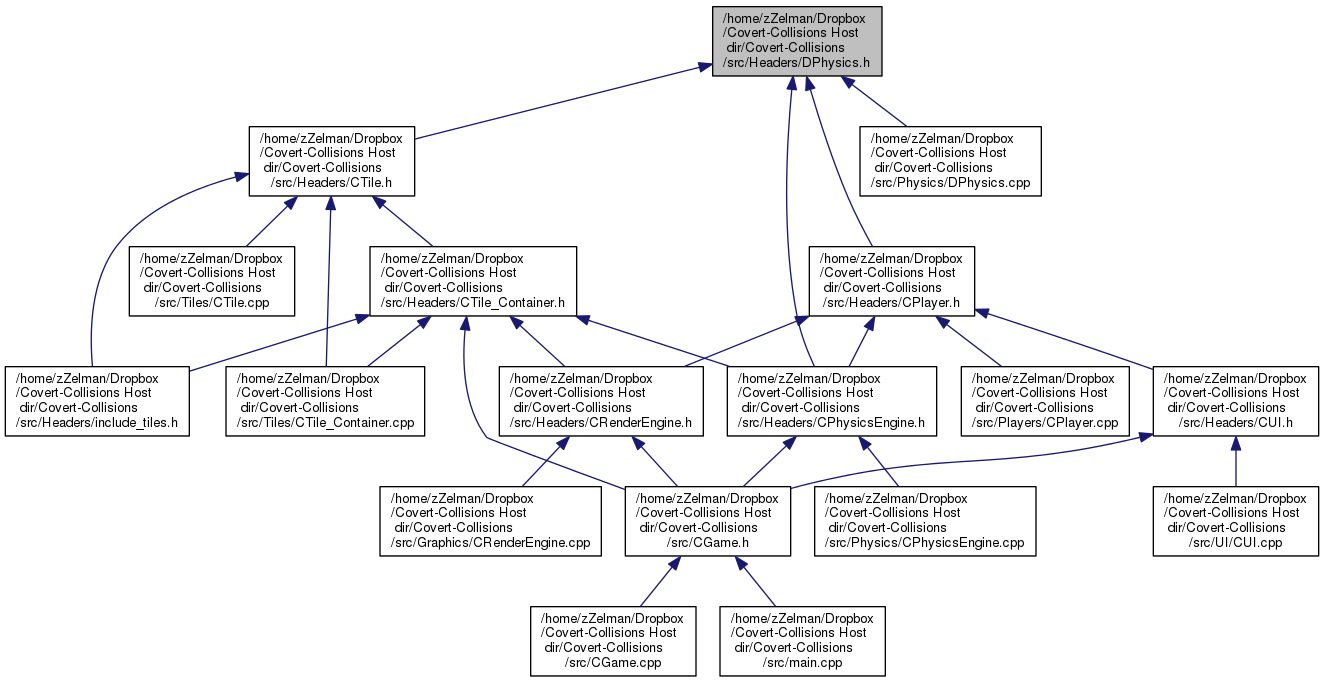 /home/zZelman/Dropbox
/Covert-Collisions Host
dir/Covert-Collisions
/src/Headers/DPhysics.h
/home/zZelman/Dropbox
/Covert-Collisions Host
dir/Covert-Collisions
/src/Headers/CTile.h
/home/zZelman/Dropbox
/Covert-Collisions Host
dir/Covert-Collisions
/src/Physics/DPhysics.cpp
/home/zZelman/Dropbox
/Covert-Collisions Host
dir/Covert-Collisions
/src/Tiles/CTile.cpp
/home/zZelman/Dropbox
/Covert-Collisions Host
dir/Covert-Collisions
/src/Headers/CTile_Container.h
/home/zZelman/Dropbox
/Covert-Collisions Host
dir/Covert-Collisions
/src/Headers/CPlayer.h
/home/zZelman/Dropbox
/Covert-Collisions Host
dir/Covert-Collisions
/src/Headers/include_tiles.h
/home/zZelman/Dropbox
/Covert-Collisions Host
dir/Covert-Collisions
/src/Tiles/CTile_Container.cpp
/home/zZelman/Dropbox
/Covert-Collisions Host
dir/Covert-Collisions
/src/Headers/CRenderEngine.h
/home/zZelman/Dropbox
/Covert-Collisions Host
dir/Covert-Collisions
/src/Headers/CPhysicsEngine.h
/home/zZelman/Dropbox
/Covert-Collisions Host
dir/Covert-Collisions
/src/Players/CPlayer.cpp
/home/zZelman/Dropbox
/Covert-Collisions Host
dir/Covert-Collisions
/src/Headers/CUI.h
/home/zZelman/Dropbox
/Covert-Collisions Host
dir/Covert-Collisions
/src/Graphics/CRenderEngine.cpp
/home/zZelman/Dropbox
/Covert-Collisions Host
dir/Covert-Collisions
/src/CGame.h
/home/zZelman/Dropbox
/Covert-Collisions Host
dir/Covert-Collisions
/src/Physics/CPhysicsEngine.cpp
/home/zZelman/Dropbox
/Covert-Collisions Host
dir/Covert-Collisions
/src/UI/CUI.cpp
/home/zZelman/Dropbox
/Covert-Collisions Host
dir/Covert-Collisions
/src/CGame.cpp
/home/zZelman/Dropbox
/Covert-Collisions Host
dir/Covert-Collisions
/src/main.cpp